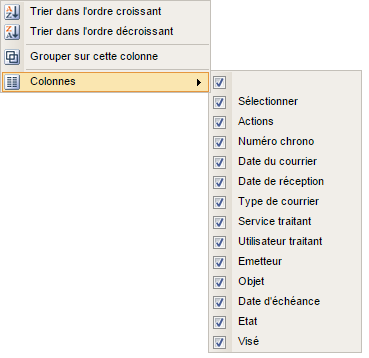 Trier dans l'ordre croissant
Trier dans l'ordre décroissant
Grouper sur cette colonne
Colonnes
Sélectionner
Actions
Numéro chrono
Date du courrier
Date de réception
Type de courrier
Service traitant
Utilisateur traitant
Emetteur
Objet
Date d'échéance
Etat
Visé